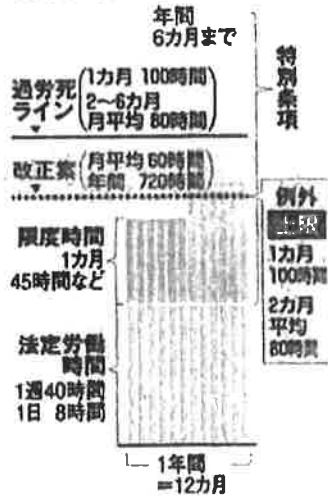 年間
6カ月まで
特別条項
過労死
ライン
1カ月 100時間
2〜6カ月
月平均 80時間
改正案
月平均60時間
年間 720時間
例外
上限
1カ月
100時間
2カ月
平均
80時間
限度時間
1カ月
45時間など
法定労働
時間
1週40時間
1日 8時間
1年間
=12カ月